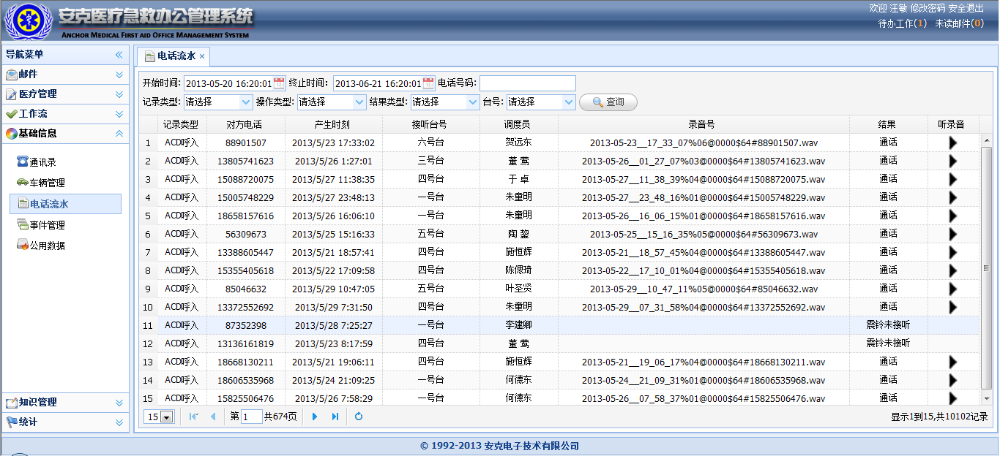 安克医疗急救办公管理系统
ANCHOR MEDICAL FIRST AID OFFICE MANAGEMENT SYSTEM
欢迎 汪敏 修改密码 安全退出
待办工作(1) 未读邮件(0)
导航菜单
邮件
医疗管理
工作流
基础信息
通讯录
车辆管理
电话流水
事件管理
公用数据
知识管理
统计
电话流水 ×
开始时间: 2013-05-20 16:20:01 终止时间: 2013-06-21 16:20:01 电话号码:
记录类型: 请选择 操作类型: 请选择 结果类型: 请选择 台号: 请选择 查询
记录类型 对方电话 产生时刻 接听台号 调度员 录音号 结果 听录音
1 ACD呼入 88901507 2013/5/23 17:33:02 六号台 贺远东 2013-05-23__17_33_07%06@0000$64#88901507.wav 通话
2 ACD呼入 13805741623 2013/5/26 1:27:01 三号台 董 莺 2013-05-26__01_27_07%03@0000$64#13805741623.wav 通话
3 ACD呼入 15088720075 2013/5/27 11:38:35 四号台 于 卓 2013-05-27__11_38_39%04@0000$64#15088720075.wav 通话
4 ACD呼入 15005748229 2013/5/27 23:48:13 一号台 朱童明 2013-05-27__23_48_16%01@0000$64#15005748229.wav 通话
5 ACD呼入 18658157616 2013/5/26 16:06:10 一号台 朱童明 2013-05-26__16_06_15%01@0000$64#18658157616.wav 通话
6 ACD呼入 56309673 2013/5/25 15:16:33 五号台 陶 鋆 2013-05-25__15_16_35%05@0000$64#56309673.wav 通话
7 ACD呼入 13388605447 2013/5/21 18:57:41 四号台 施恒辉 2013-05-21__18_57_45%04@0000$64#13388605447.wav 通话
8 ACD呼入 15355405618 2013/5/22 17:09:58 四号台 陈偲琦 2013-05-22__17_10_01%04@0000$64#15355405618.wav 通话
9 ACD呼入 85046632 2013/5/29 10:47:05 五号台 叶圣贤 2013-05-29__10_47_11%05@0000$64#85046632.wav 通话
10 ACD呼入 13372552692 2013/5/29 7:31:50 四号台 朱童明 2013-05-29__07_31_58%04@0000$64#13372552692.wav 通话
11 ACD呼入 87352398 2013/5/28 7:25:27 一号台 李建卿 震铃未接听
12 ACD呼入 13136161819 2013/5/23 8:17:59 四号台 董 莺 震铃未接听
13 ACD呼入 18668130211 2013/5/21 19:06:11 四号台 施恒辉 2013-05-21__19_06_17%04@0000$64#18668130211.wav 通话
14 ACD呼入 18606535968 2013/5/24 21:09:25 一号台 何德东 2013-05-24__21_09_31%01@0000$64#18606535968.wav 通话
15 ACD呼入 15825506476 2013/5/26 7:58:29 一号台 何德东 2013-05-26__07_58_37%01@0000$64#15825506476.wav 通话
15 第 1 共674页 显示1到15,共10102记录
© 1992-2013 安克电子技术有限公司